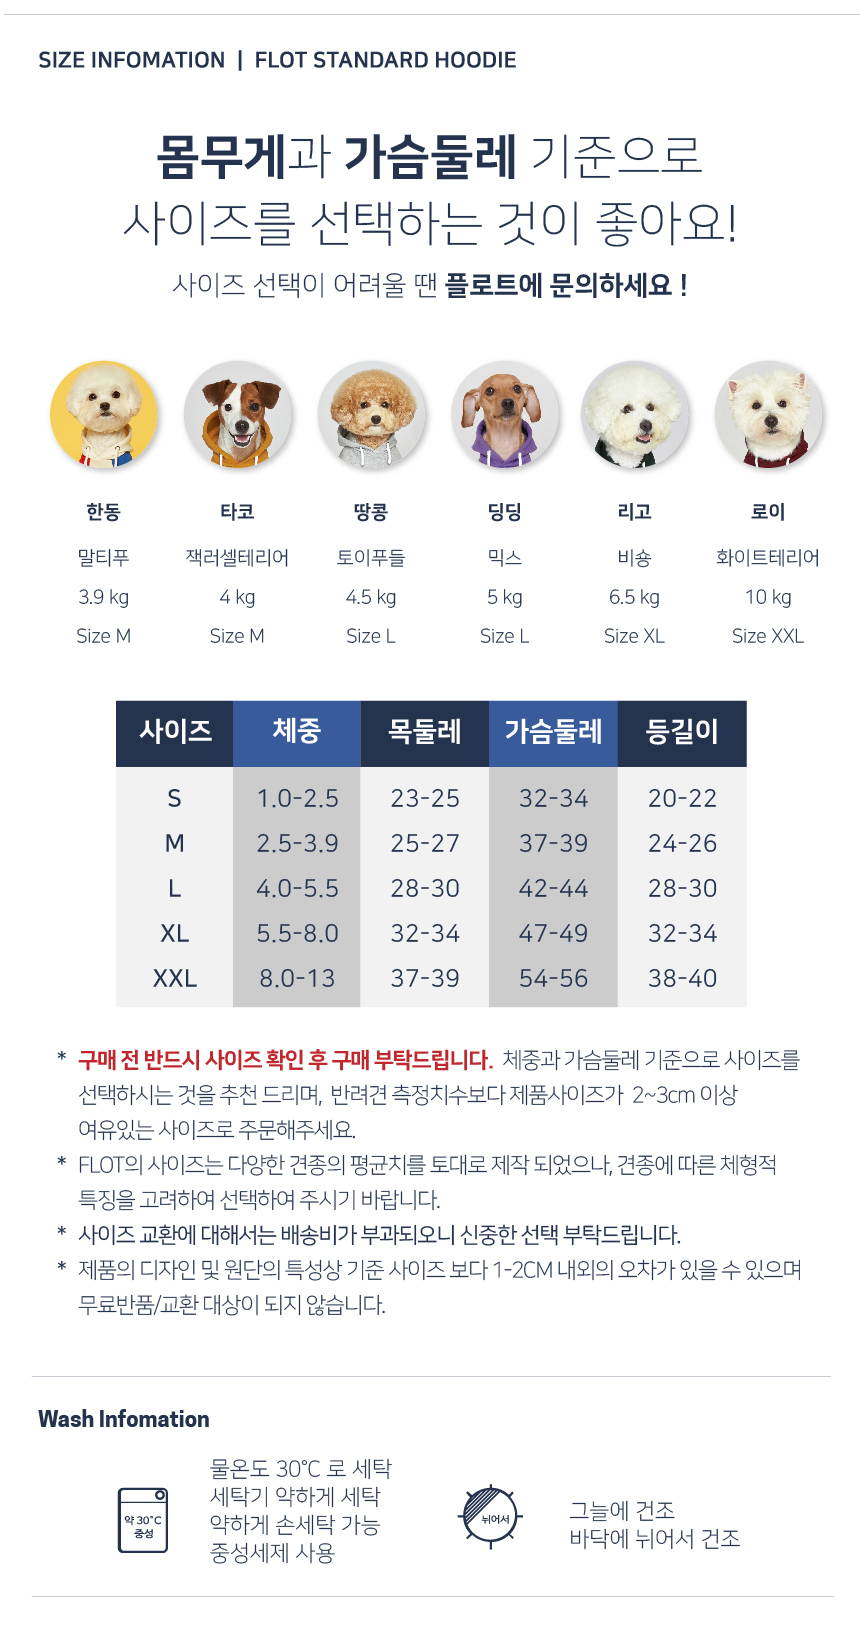 SIZE INFOMATION | FLOT STANDARD HOODIE
몸무게과 가슴둘레 기준으로
사이즈를 선택하는 것이 좋아요!
사이즈 선택이 어려울 땐 플로트에 문의하세요 !
한동 타코 땅콩 딩딩 리고 로이
말티푸 잭러셀테리어 토이푸들 믹스 비숑 화이트테리어
3.9 kg 4 kg 4.5 kg 5 kg 6.5 kg 10 kg
Size M Size M Size L Size L Size XL Size XXL
사이즈 체중 목둘레 가슴둘레 등길이
S 1.0-2.5 23-25 32-34 20-22
M 2.5-3.9 25-27 37-39 24-26
L 4.0-5.5 28-30 42-44 28-30
XL 5.5-8.0 32-34 47-49 32-34
XXL 8.0-13 37-39 54-56 38-40
* 구매 전 반드시 사이즈 확인 후 구매 부탁드립니다. 체중과 가슴둘레 기준으로 사이즈를
선택하시는 것을 추천 드리며, 반려견 측정치수보다 제품사이즈가 2~3cm 이상
여유있는 사이즈로 주문해주세요.
* FLOT의 사이즈는 다양한 견종의 평균치를 토대로 제작 되었으나, 견종에 따른 체형적
특징을 고려하여 선택하여 주시기 바랍니다.
* 사이즈 교환에 대해서는 배송비가 부과되오니 신중한 선택 부탁드립니다.
* 제품의 디자인 및 원단의 특성상 기준 사이즈 보다 1-2CM 내외의 오차가 있을 수 있으며
무료반품/교환 대상이 되지 않습니다.
Wash Infomation
약 30°C
중성
물온도 30°C 로 세탁
세탁기 약하게 세탁
약하게 손세탁 가능
중성세제 사용
뉘어서
그늘에 건조
바닥에 뉘어서 건조